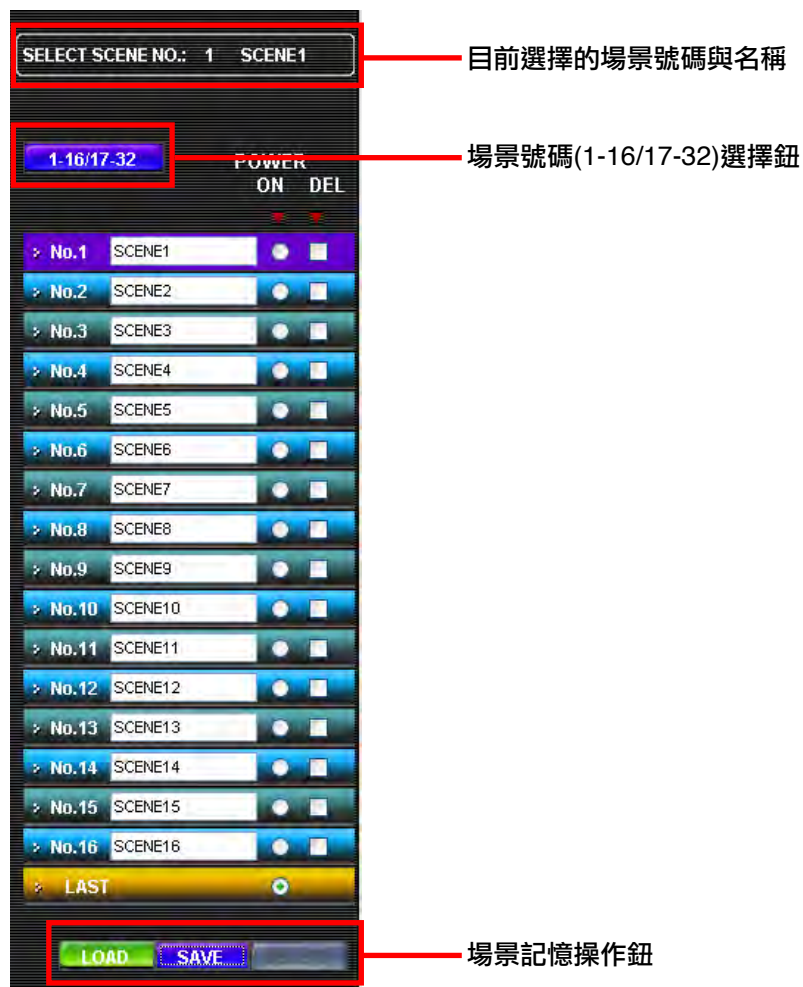 SELECT SCENE NO.: 1 SCENE1
目前選擇的場景號碼與名稱
1-16/17-32
場景號碼(1-16/17-32)選擇鈕
POWER
ON DEL
No.1 SCENE1
No.2 SCENE2
No.3 SCENE3
No.4 SCENE4
No.5 SCENE5
No.6 SCENE6
No.7 SCENE7
No.8 SCENE8
No.9 SCENE9
No.10 SCENE10
No.11 SCENE11
No.12 SCENE12
No.13 SCENE13
No.14 SCENE14
No.15 SCENE15
No.16 SCENE16
LAST
LOAD SAVE
場景記憶操作鈕